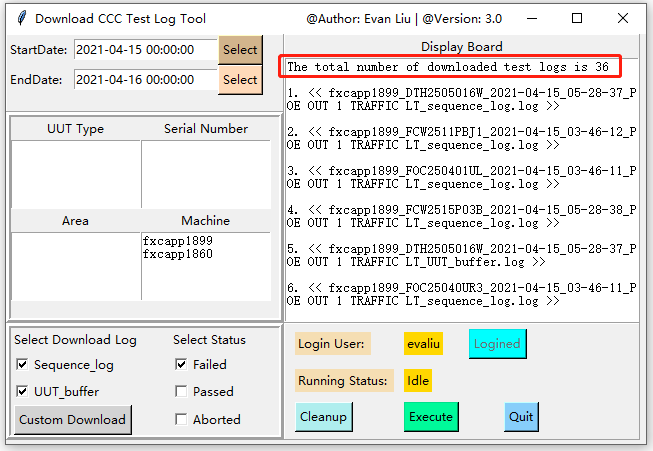 Download CCC Test Log Tool @Author: Evan Liu | @Version: 3.0
StartDate: 2021-04-15 00:00:00 Select
EndDate: 2021-04-16 00:00:00 Select
UUT Type Serial Number
Area Machine
fxcapp1899
fxcapp1860
Select Download Log Select Status
Sequence_log Failed
UUT_buffer Passed
Custom Download Aborted
Display Board
The total number of downloaded test logs is 36
1. << fxcapp1899_DTH2505016W_2021-04-15_05-28-37_P
OE OUT 1 TRAFFIC LT_sequence_log.log >>
2. << fxcapp1899_FCW2511PBJ1_2021-04-15_03-46-12_P
OE OUT 1 TRAFFIC LT_sequence_log.log >>
3. << fxcapp1899_FOC250401UL_2021-04-15_03-46-11_P
OE OUT 1 TRAFFIC LT_sequence_log.log >>
4. << fxcapp1899_FCW2515P03B_2021-04-15_05-28-38_P
OE OUT 1 TRAFFIC LT_sequence_log.log >>
5. << fxcapp1899_DTH2505016W_2021-04-15_05-28-37_P
OE OUT 1 TRAFFIC LT_UUT_buffer.log >>
6. << fxcapp1899_FOC25040UR3_2021-04-15_03-46-11_P
OE OUT 1 TRAFFIC LT_sequence_log.log >>
Login User: evaliu Logined
Running Status: Idle
Cleanup Execute Quit